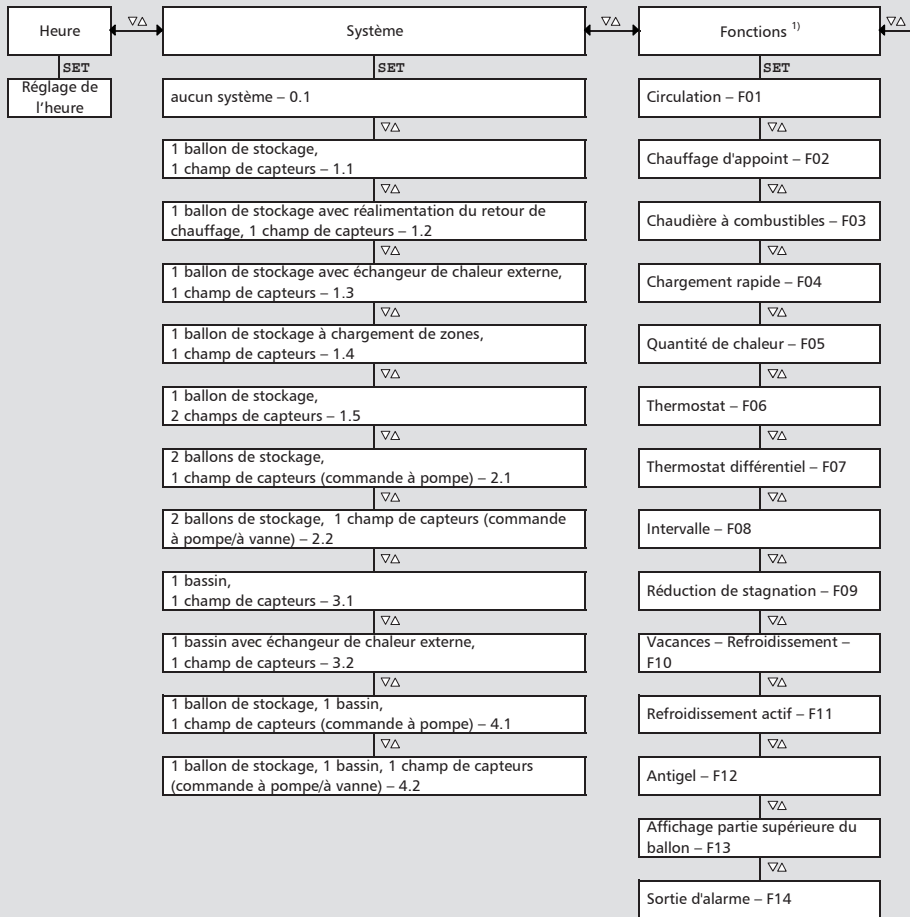 Heure
▽△
Système
▽△
Fonctions 1)
▽△
SET
SET
SET
Réglage de
l'heure
aucun système – 0.1
▽△
1 ballon de stockage,
1 champ de capteurs – 1.1
▽△
1 ballon de stockage avec réalimentation du retour de
chauffage, 1 champ de capteurs – 1.2
▽△
1 ballon de stockage avec échangeur de chaleur externe,
1 champ de capteurs – 1.3
▽△
1 ballon de stockage à chargement de zones,
1 champ de capteurs – 1.4
▽△
1 ballon de stockage,
2 champs de capteurs – 1.5
▽△
2 ballons de stockage,
1 champ de capteurs (commande à pompe) – 2.1
▽△
2 ballons de stockage, 1 champ de capteurs (commande
à pompe/à vanne) – 2.2
▽△
1 bassin,
1 champ de capteurs – 3.1
▽△
1 bassin avec échangeur de chaleur externe,
1 champ de capteurs – 3.2
▽△
1 ballon de stockage, 1 bassin,
1 champ de capteurs (commande à pompe) – 4.1
▽△
1 ballon de stockage, 1 bassin, 1 champ de capteurs
(commande à pompe/à vanne) – 4.2
Circulation – F01
▽△
Chauffage d'appoint – F02
▽△
Chaudière à combustibles – F03
▽△
Chargement rapide – F04
▽△
Quantité de chaleur – F05
▽△
Thermostat – F06
▽△
Thermostat différentiel – F07
▽△
Intervalle – F08
▽△
Réduction de stagnation – F09
▽△
Vacances – Refroidissement –
F10
▽△
Refroidissement actif – F11
▽△
Antigel – F12
▽△
Affichage partie supérieure du
ballon – F13
▽△
Sortie d'alarme – F14